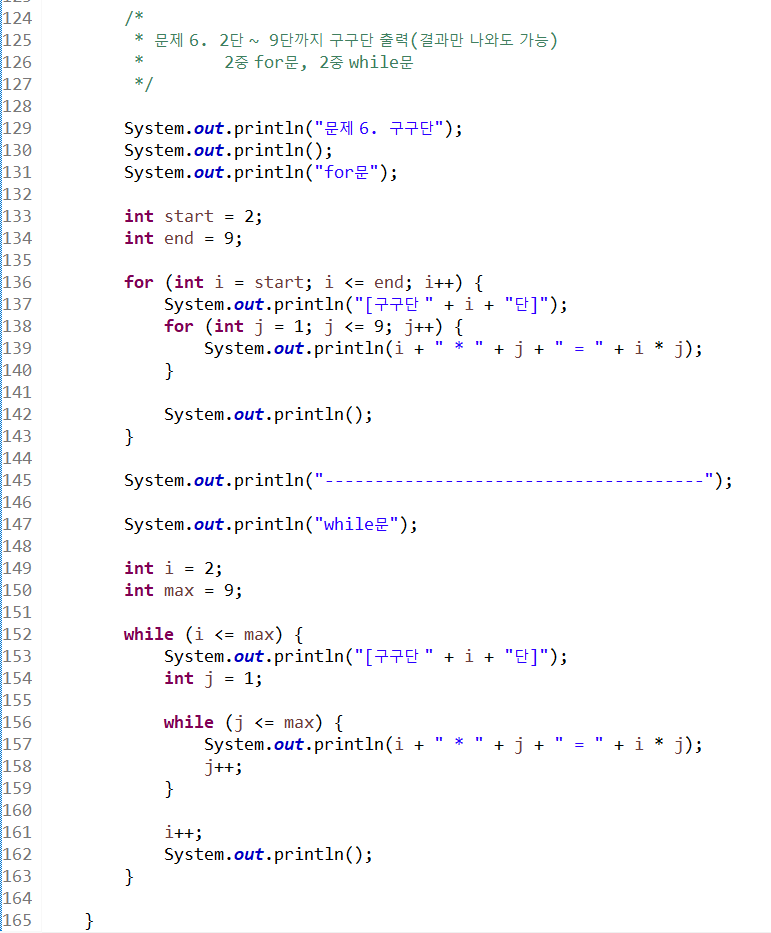 124 /*
125  * 문제 6. 2단 ~ 9단까지 구구단 출력(결과만 나와도 가능)
126  *        2중 for문, 2중 while문
127  */
128
129 System.out.println("문제 6. 구구단");
130 System.out.println();
131 System.out.println("for문");
132
133 int start = 2;
134 int end = 9;
135
136 for (int i = start; i <= end; i++) {
137     System.out.println("[구구단 " + i + "단]");
138     for (int j = 1; j <= 9; j++) {
139         System.out.println(i + " * " + j + " = " + i * j);
140     }
141
142     System.out.println();
143 }
144
145 System.out.println("--------------------------------------");
146
147 System.out.println("while문");
148
149 int i = 2;
150 int max = 9;
151
152 while (i <= max) {
153     System.out.println("[구구단 " + i + "단]");
154     int j = 1;
155
156     while (j <= max) {
157         System.out.println(i + " * " + j + " = " + i * j);
158         j++;
159     }
160
161     i++;
162     System.out.println();
163 }
164
165 }